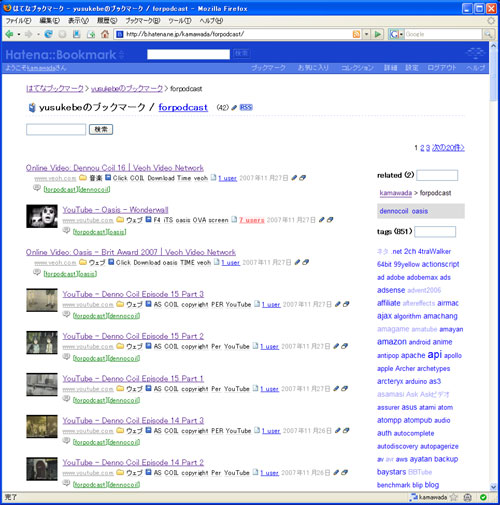 はてなブックマーク - yusukebeのブックマーク / forpodcast - Mozilla Firefox
ファイル(F) 編集(E) 表示(V) 履歴(S) ブックマーク(B) ツール(T) ヘルプ(H)
http://b.hatena.ne.jp/kamawada/forpodcast/
Google
Hatena::Bookmark
検索
ようこそkamawadaさん
ブックマーク お気に入り コレクション 詳細 設定 ログアウト ヘルプ
はてなブックマーク > yusukebeのブックマーク > forpodcast
yusukebeのブックマーク / forpodcast (42) RSS
検索
1 2 3 次の20件>
Online Video: Dennou Coil 16 | Veoh Video Network
www.veoh.com 音楽 Click COIL Download Time veoh 1 user 2007年11月27日
[forpodcast][dennocoil]
YouTube - Oasis - Wonderwall
www.youtube.com ウェブ F4 iTS oasis OVA screen 7 users 2007年11月27日
[forpodcast][oasis]
Online Video: Oasis - Brit Award 2007 | Veoh Video Network
www.veoh.com ウェブ Click Download oasis TIME veoh 1 user 2007年11月27日
[forpodcast][oasis]
YouTube - Denno Coil Episode 15 Part 3
www.youtube.com ウェブ AS COIL copyright PER YouTube 1 user 2007年11月27日
[forpodcast][dennocoil]
YouTube - Denno Coil Episode 15 Part 2
www.youtube.com ウェブ AS COIL copyright Per YouTube 1 user 2007年11月27日
[forpodcast][dennocoil]
YouTube - Denno Coil Episode 15 Part 1
www.youtube.com ウェブ AS COIL copyright Per YouTube 1 user 2007年11月27日
[forpodcast][dennocoil]
YouTube - Denno Coil Episode 14 Part 3
www.youtube.com ウェブ AS COIL copyright PER YouTube 1 user 2007年11月26日
[forpodcast][dennocoil]
YouTube - Denno Coil Episode 14 Part 2
www.youtube.com ウェブ AS COIL copyright Per YouTube 1 user 2007年11月26日
[forpodcast][dennocoil]
related (2)
kamawada > forpodcast
dennocoil oasis
tags (851)
ネタ .net 2ch 4traWalker
64bit 99yellow actionscript
ad adobe adobemax ads
adsense advent2006
affiliate aftereffects airmac
ajax algorithm amachang
amagame amatube amayan
amazon android anime
antipop apache api apollo
apple Archer archetypes
arcteryx arduino as3
asamasi Ask Askビデオ
assurer asus atami atom
atompp atompub audio
auth autocomplete
autodiscovery autopagerize
av avr aws ayatan backup
baystars BBTube
benchmark blip blog
完了
kamawada